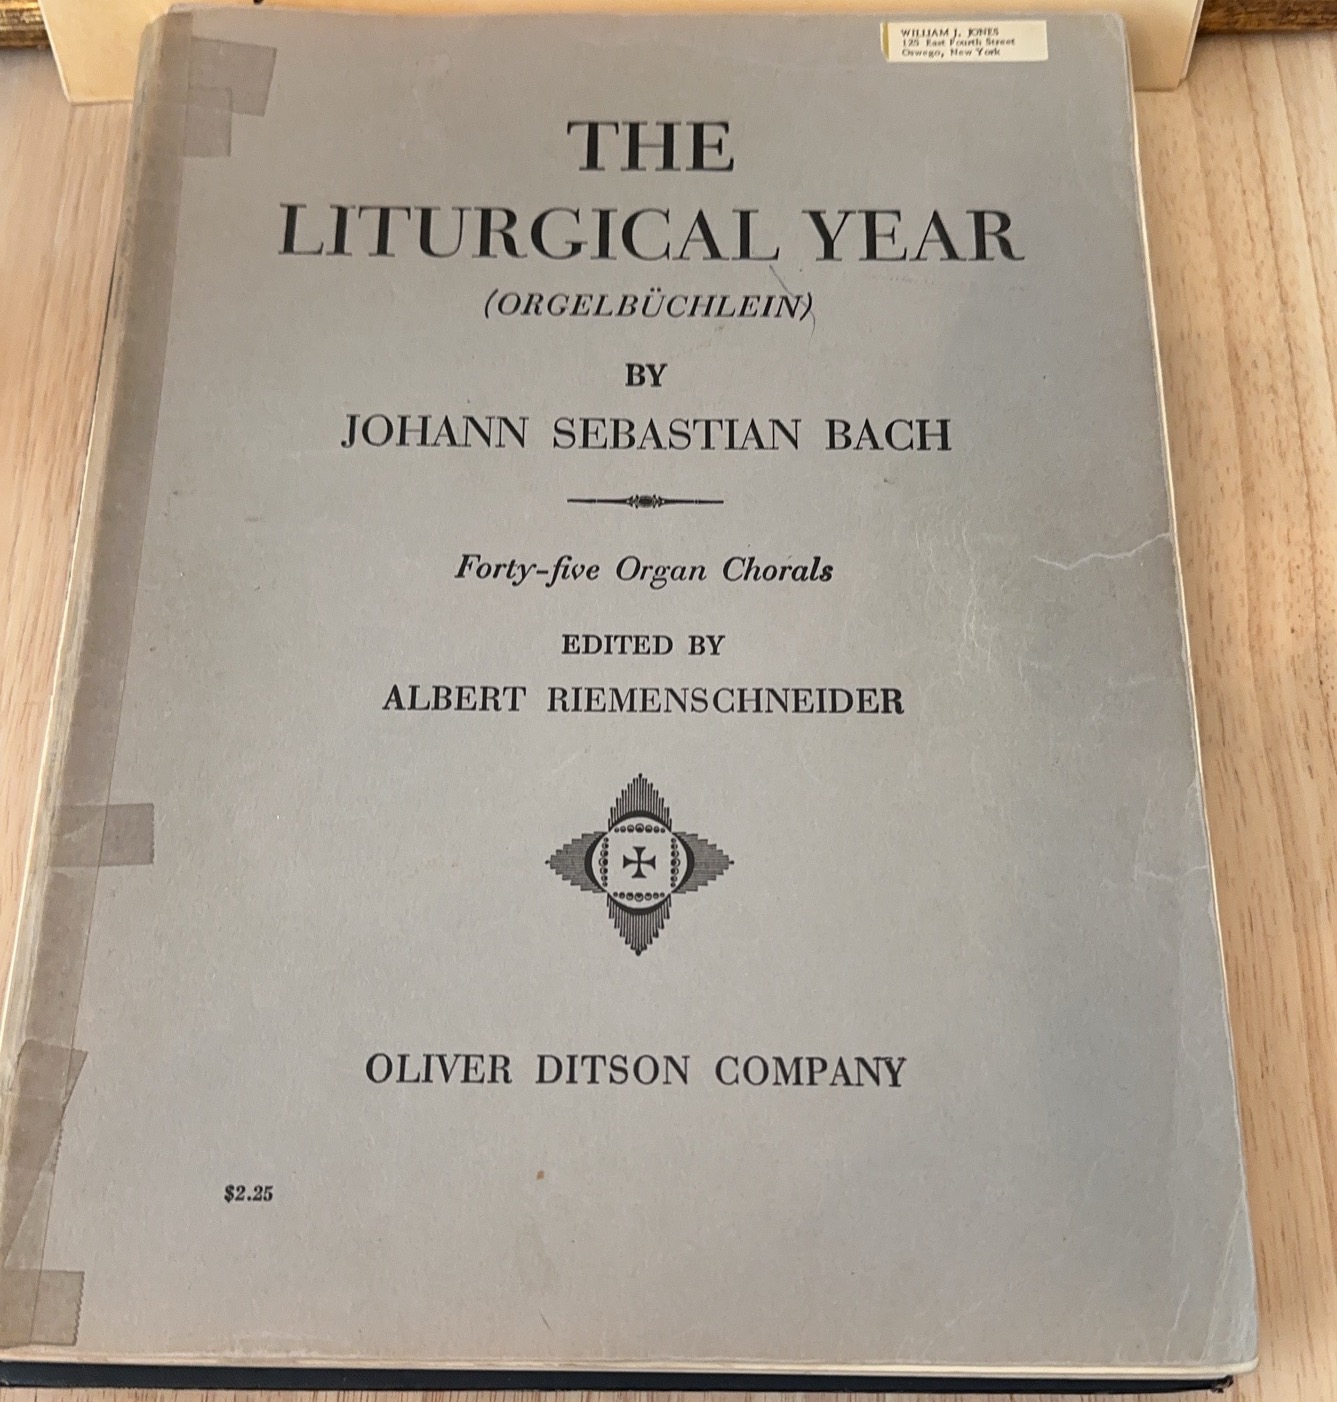 WILLIAM J. JONES
125 East Fourth Street
Oswego, New York
THE
LITURGICAL YEAR
(ORGELBÜCHLEIN)
BY
JOHANN SEBASTIAN BACH
Forty-five Organ Chorals
EDITED BY
ALBERT RIEMENSCHNEIDER
OLIVER DITSON COMPANY
$2.25